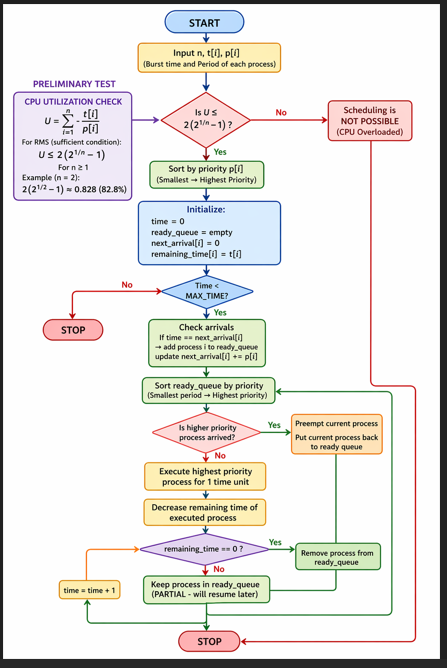 START
Input n, t[i], p[i]
(Burst time and Period of each process)
PRELIMINARY TEST
CPU UTILIZATION CHECK
U = n∑i=1 - t[i]/p[i]
For RMS (sufficient condition):
U ≤ 2 (2^1/n − 1)
For n ≥ 1
Example (n = 2):
2(2^1/2 − 1) ≈ 0.828 (82.8%)
Is U ≤
2(2^1/n − 1) ?
No
Scheduling is
NOT POSSIBLE
(CPU Overloaded)
Yes
Sort by priority p[i]
(Smallest → Highest Priority)
Initialize:
time = 0
ready_queue = empty
next_arrival[i] = 0
remaining_time[i] = t[i]
No
Time <
MAX_TIME?
STOP
Yes
Check arrivals
If time == next_arrival[i]
→ add process i to ready_queue
update next_arrival[i] += p[i]
Sort ready_queue by priority
(Smallest period → Highest priority)
Is higher priority
process arrived?
Yes
Preempt current process
Put current process back
to ready queue
No
Execute highest priority
process for 1 time unit
Decrease remaining time of
executed process
remaining_time == 0 ?
Yes
Remove process from
ready_queue
No
time = time + 1
Keep process in ready_queue
(PARTIAL - will resume later)
STOP